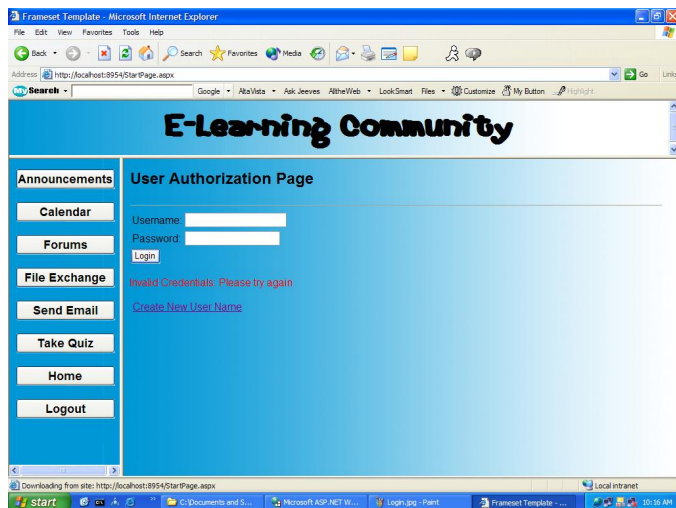 Frameset Template - Microsoft Internet Explorer
File Edit View Favorites Tools Help
Back Search Favorites Media
Address http://localhost:8954/StartPage.aspx Go Links
My Search Google AltaVista Ask Jeeves AlltheWeb LookSmart Files Customize My Button Highlight
E-Learning Community
Announcements
Calendar
Forums
File Exchange
Send Email
Take Quiz
Home
Logout
User Authorization Page
Username:
Password:
Login
Invalid Credentials: Please try again
Create New User Name
Downloading from site: http://localhost:8954/StartPage.aspx Local intranet
start C:\Documents and S... Microsoft ASP.NET W... Login.jpg - Paint Frameset Template - ... 10:16 AM